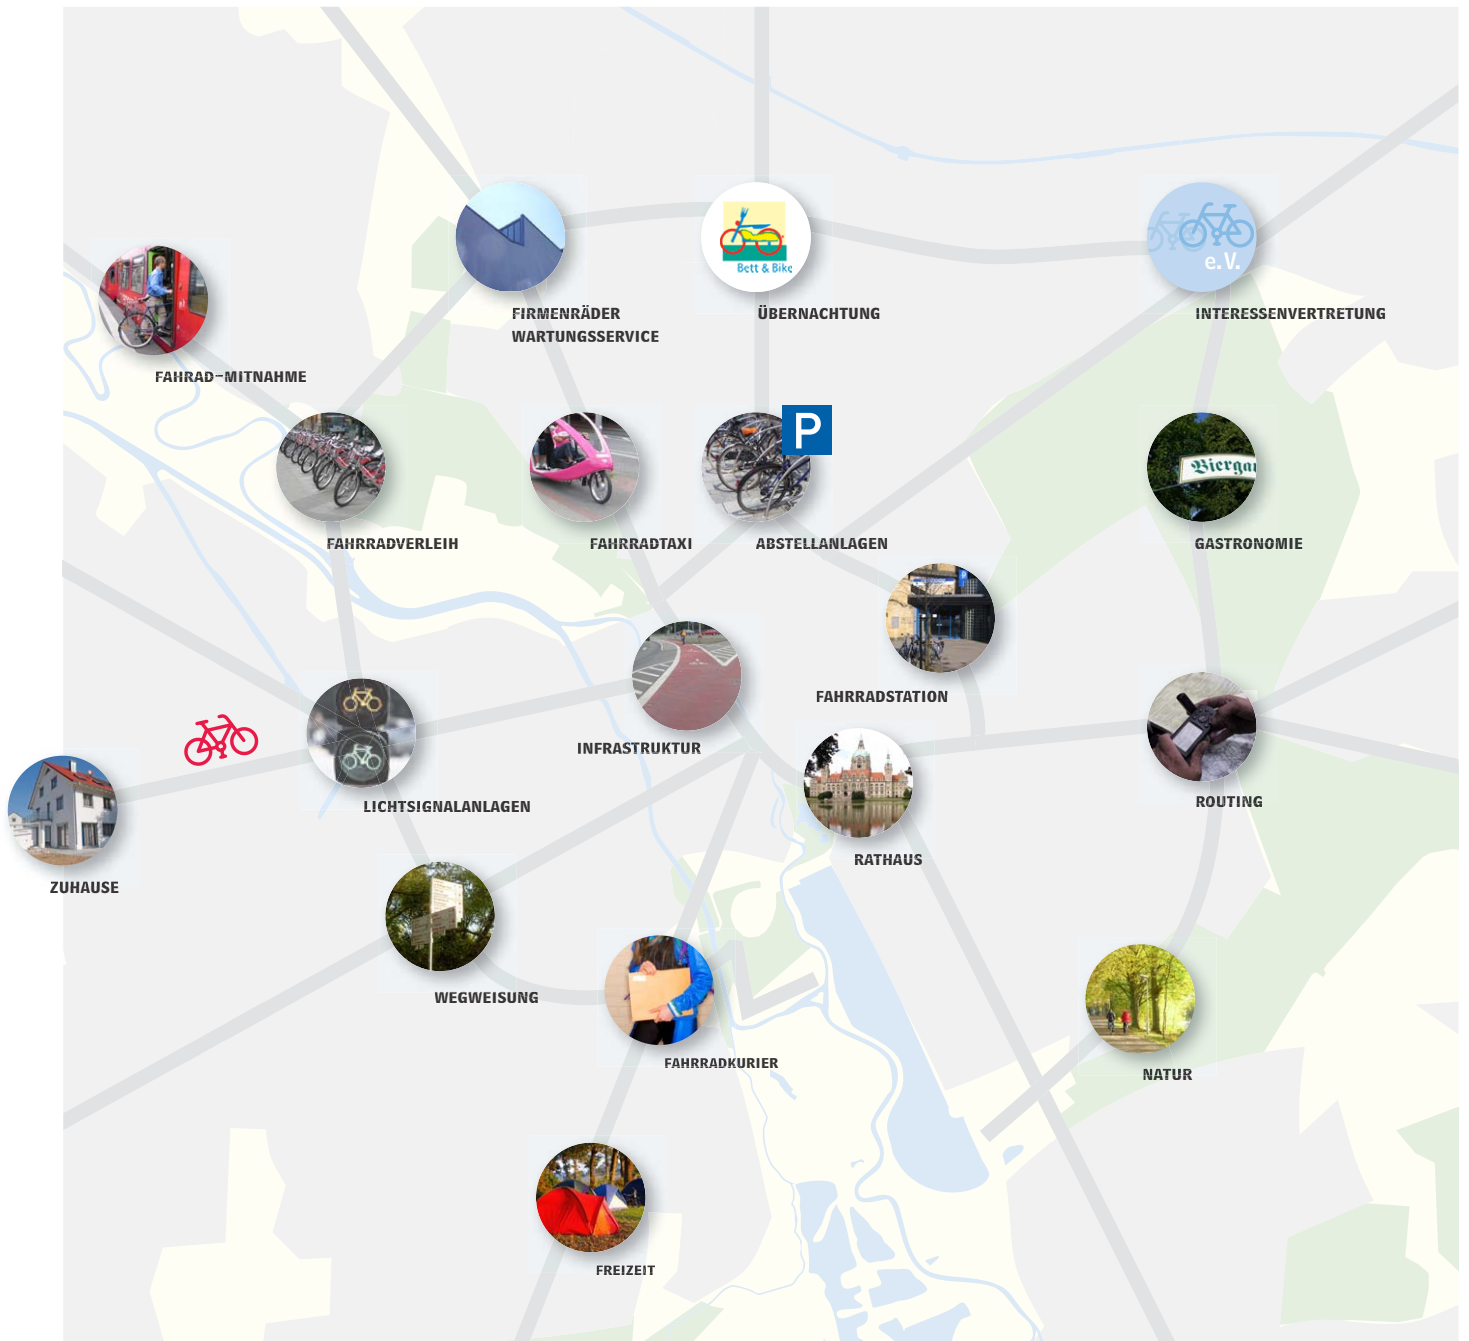 Bett & Bike
e.V.
FIRMENRÄDER
WARTUNGSSERVICE
ÜBERNACHTUNG
INTERESSENVERTRETUNG
FAHRAD-MITNAHME
P
Biergar
FAHRRADVERLEIH
FAHRRADTAXI
ABSTELLANLAGEN
GASTRONOMIE
P
FAHRRADSTATION
INFRASTRUKTUR
LICHTSIGNALANLAGEN
ROUTING
RATHAUS
ZUHAUSE
WEGWEISUNG
FAHRRADKURIER
NATUR
FREIZEIT